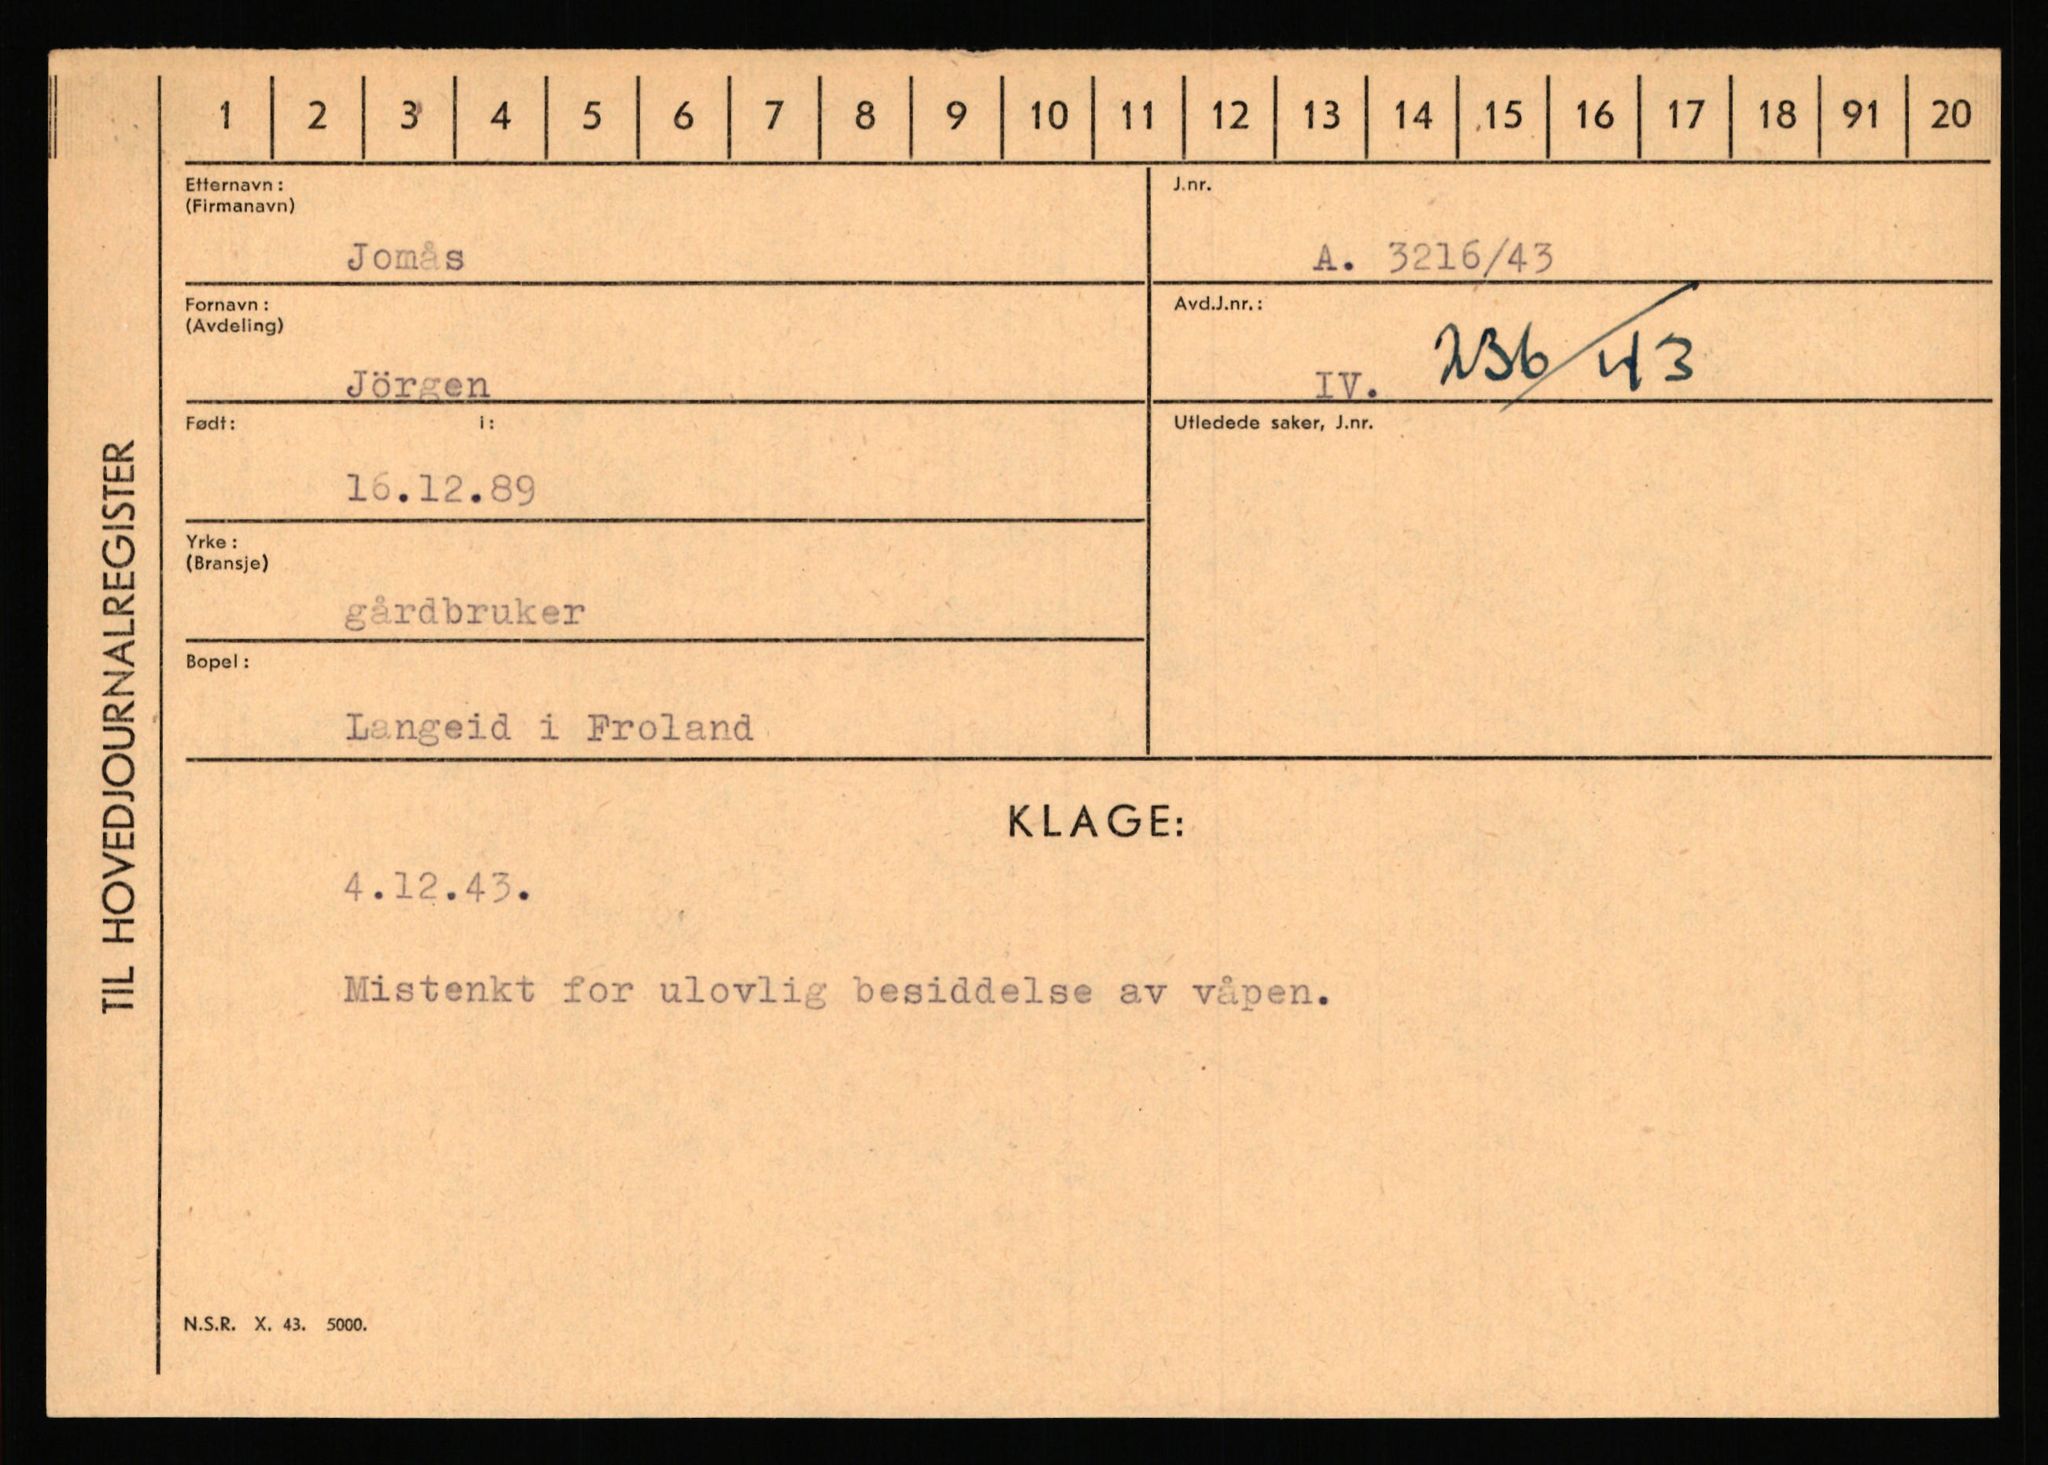 1 2 3 4 5 6 7 8 9 10 11 12 13 14 15 16 17 18 91 20
TIL HOVEDJOURNALREGISTER
Etternavn:
(Firmanavn)
Jomås
J.nr.
A. 3216/43
Fornavn:
(Avdeling)
Jörgen
Avd.J.nr.:
IV. 236/43
Født: i:
16.12.89
Utledede saker, J.nr.
Yrke:
(Bransje)
gårdbruker
Bopel:
Langeid i Froland
KLAGE:
4.12.43.
Mistenkt for ulovlig besiddelse av våpen.
N.S.R. X. 43. 5000.